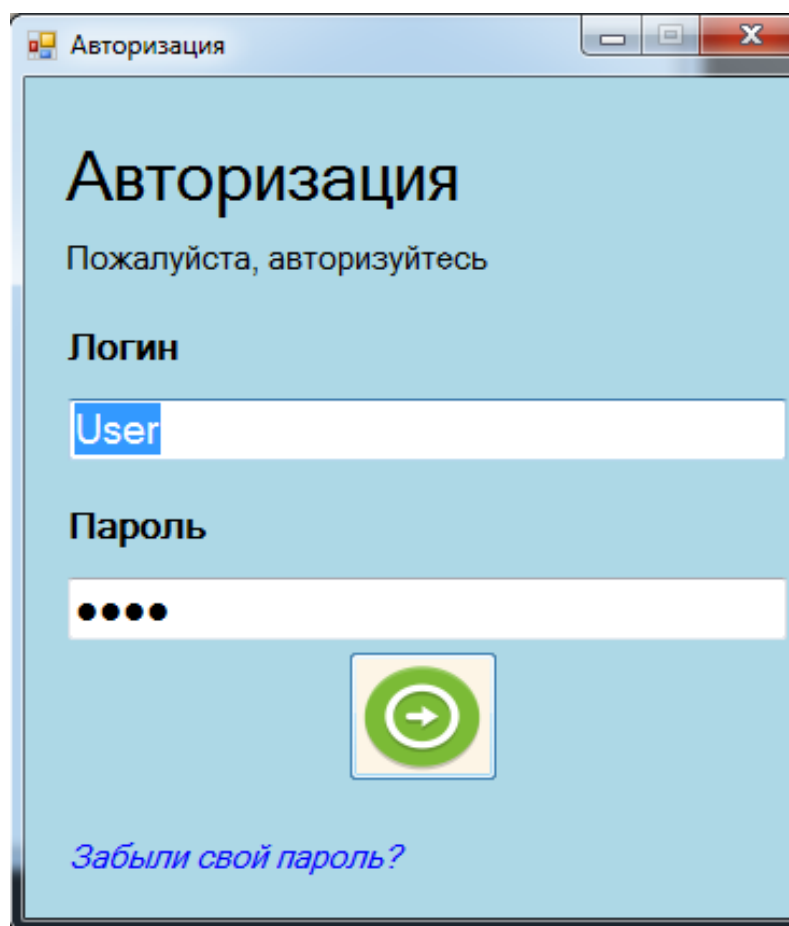 Авторизация
Авторизация
Пожалуйста, авторизуйтесь
Логин
User
Пароль
••••
Забыли свой пароль?